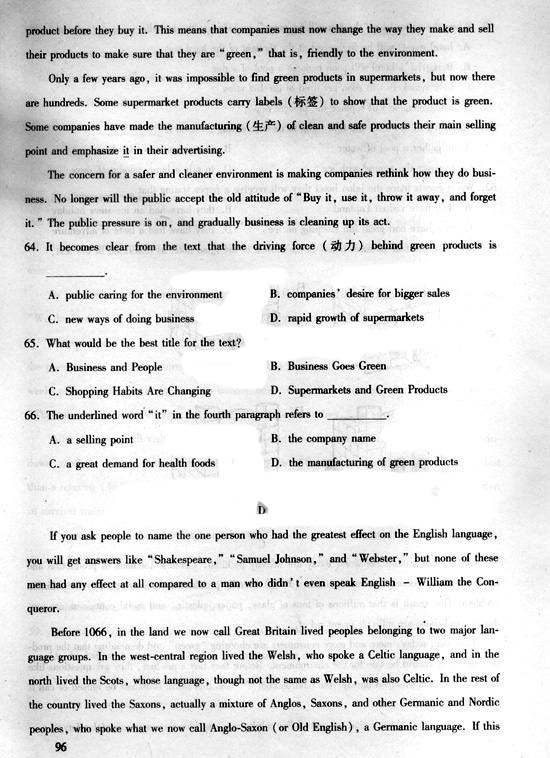 product before they buy it. This means that companies must now change the way they make and sell
their products to make sure that they are “green,” that is, friendly to the environment.
Only a few years ago, it was impossible to find green products in supermarkets, but now there
are hundreds. Some supermarket products carry labels (标签) to show that the product is green.
Some companies have made the manufacturing (生产) of clean and safe products their main selling
point and emphasize it in their advertising.
The concern for a safer and cleaner environment is making companies rethink how they do busi-
ness. No longer will the public accept the old attitude of “Buy it, use it, throw it away, and forget
it.” The public pressure is on, and gradually business is cleaning up its act.
64. It becomes clear from the text that the driving force (动力) behind green products is
________.
A. public caring for the environment B. companies’ desire for bigger sales
C. new ways of doing business D. rapid growth of supermarkets
65. What would be the best title for the text?
A. Business and People B. Business Goes Green
C. Shopping Habits Are Changing D. Supermarkets and Green Products
66. The underlined word “it” in the fourth paragraph refers to ________.
A. a selling point B. the company name
C. a great demand for health foods D. the manufacturing of green products
D
If you ask people to name the one person who had the greatest effect on the English language,
you will get answers like “Shakespeare,” “Samuel Johnson,” and “Webster,” but none of these
men had any effect at all compared to a man who didn’t even speak English – William the Con-
queror.
Before 1066, in the land we now call Great Britain lived peoples belonging to two major lan-
guage groups. In the west-central region lived the Welsh, who spoke a Celtic language, and in the
north lived the Scots, whose language, though not the same as Welsh, was also Celtic. In the rest of
the country lived the Saxons, actually a mixture of Anglos, Saxons, and other Germanic and Nordic
peoples, who spoke what we now call Anglo-Saxon (or Old English), a Germanic language. If this
96